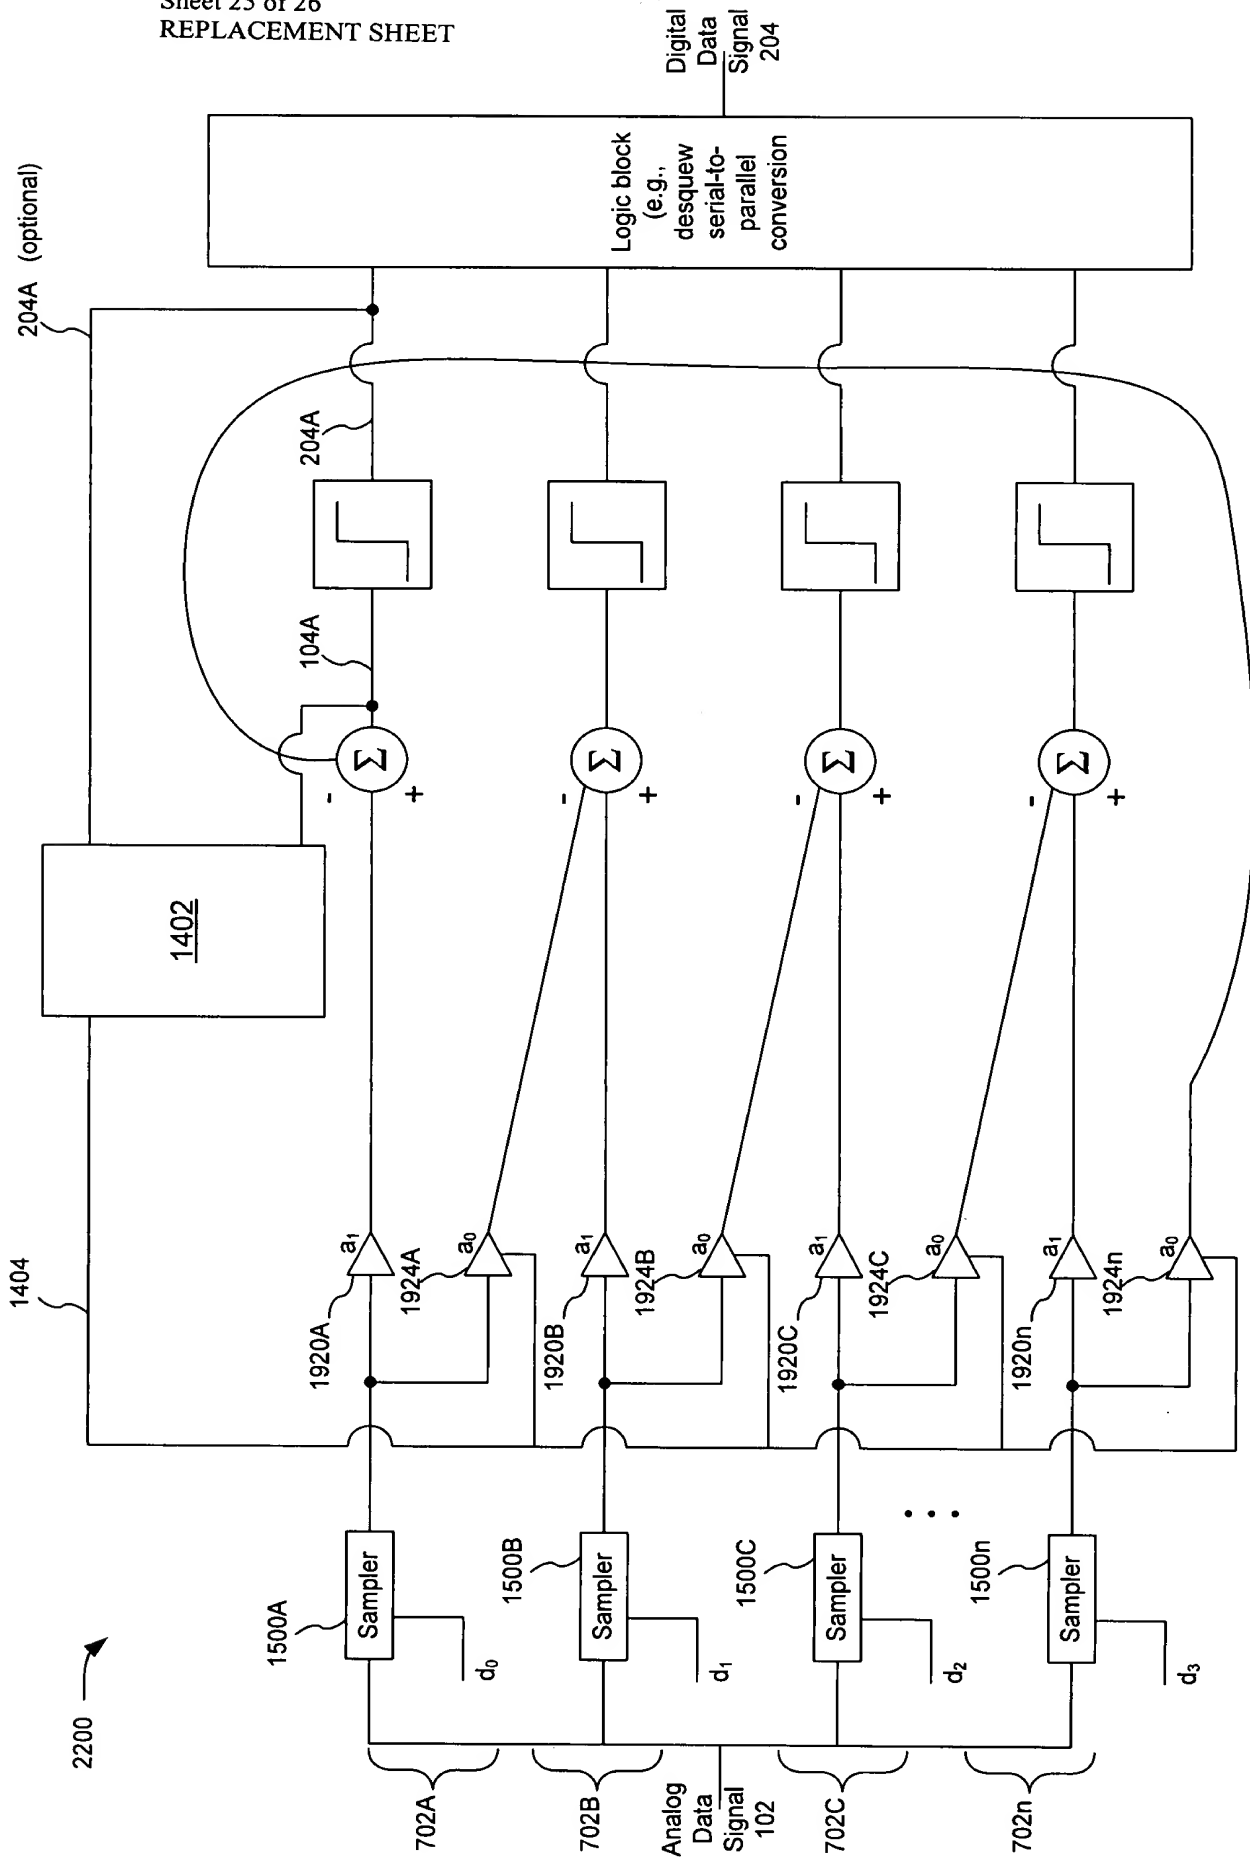 Sheet 25 of 26
REPLACEMENT SHEET
2200
1404
204A (optional)
1402
702A
1500A
Sampler
d0
1920A
a1
1924A
a0
-
+
Σ
104A
204A
702B
1500B
Sampler
d1
1920B
a1
1924B
a0
-
+
Σ
Analog
Data
Signal
102
702C
1500C
Sampler
d2
1920C
a1
1924C
a0
-
+
Σ
702n
1500n
Sampler
d3
1920n
a1
1924n
a0
-
+
Σ
Logic block
(e.g.,
desquew
serial-to-
parallel
conversion
Digital
Data
Signal
204